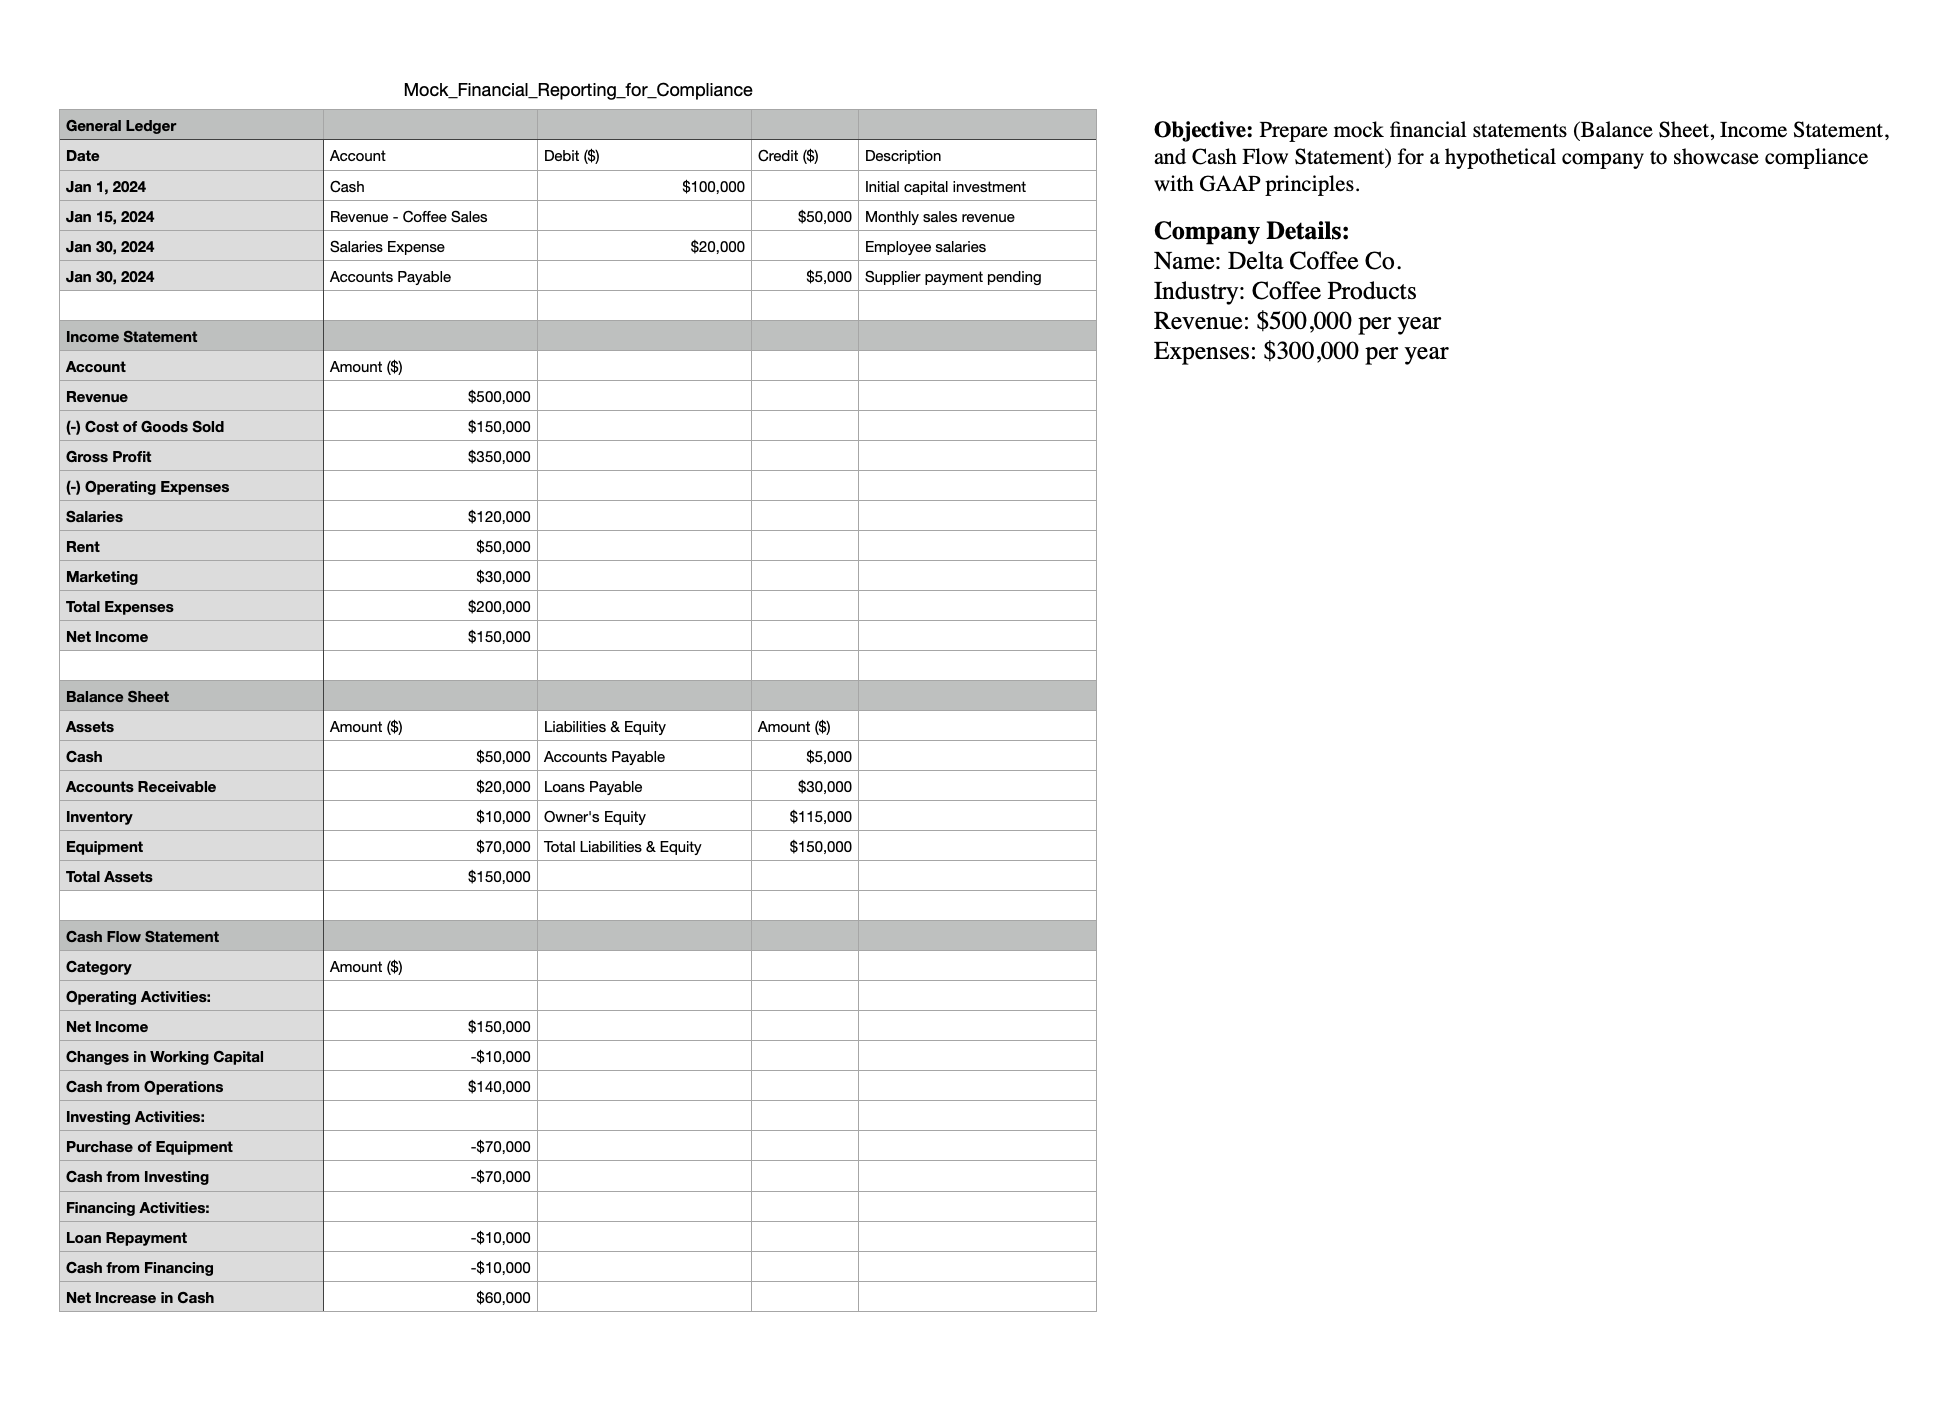 Mock_Financial_Reporting_for_Compliance
General Ledger
Date Account Debit ($) Credit ($) Description
Jan 1, 2024 Cash $100,000 Initial capital investment
Jan 15, 2024 Revenue - Coffee Sales $50,000 Monthly sales revenue
Jan 30, 2024 Salaries Expense $20,000 Employee salaries
Jan 30, 2024 Accounts Payable $5,000 Supplier payment pending
Income Statement
Account Amount ($)
Revenue $500,000
(-) Cost of Goods Sold $150,000
Gross Profit $350,000
(-) Operating Expenses
Salaries $120,000
Rent $50,000
Marketing $30,000
Total Expenses $200,000
Net Income $150,000
Balance Sheet
Assets Amount ($) Liabilities & Equity Amount ($)
Cash $50,000 Accounts Payable $5,000
Accounts Receivable $20,000 Loans Payable $30,000
Inventory $10,000 Owner's Equity $115,000
Equipment $70,000 Total Liabilities & Equity $150,000
Total Assets $150,000
Cash Flow Statement
Category Amount ($)
Operating Activities:
Net Income $150,000
Changes in Working Capital -$10,000
Cash from Operations $140,000
Investing Activities:
Purchase of Equipment -$70,000
Cash from Investing -$70,000
Financing Activities:
Loan Repayment -$10,000
Cash from Financing -$10,000
Net Increase in Cash $60,000
Objective: Prepare mock financial statements (Balance Sheet, Income Statement,
and Cash Flow Statement) for a hypothetical company to showcase compliance
with GAAP principles.
Company Details:
Name: Delta Coffee Co.
Industry: Coffee Products
Revenue: $500,000 per year
Expenses: $300,000 per year